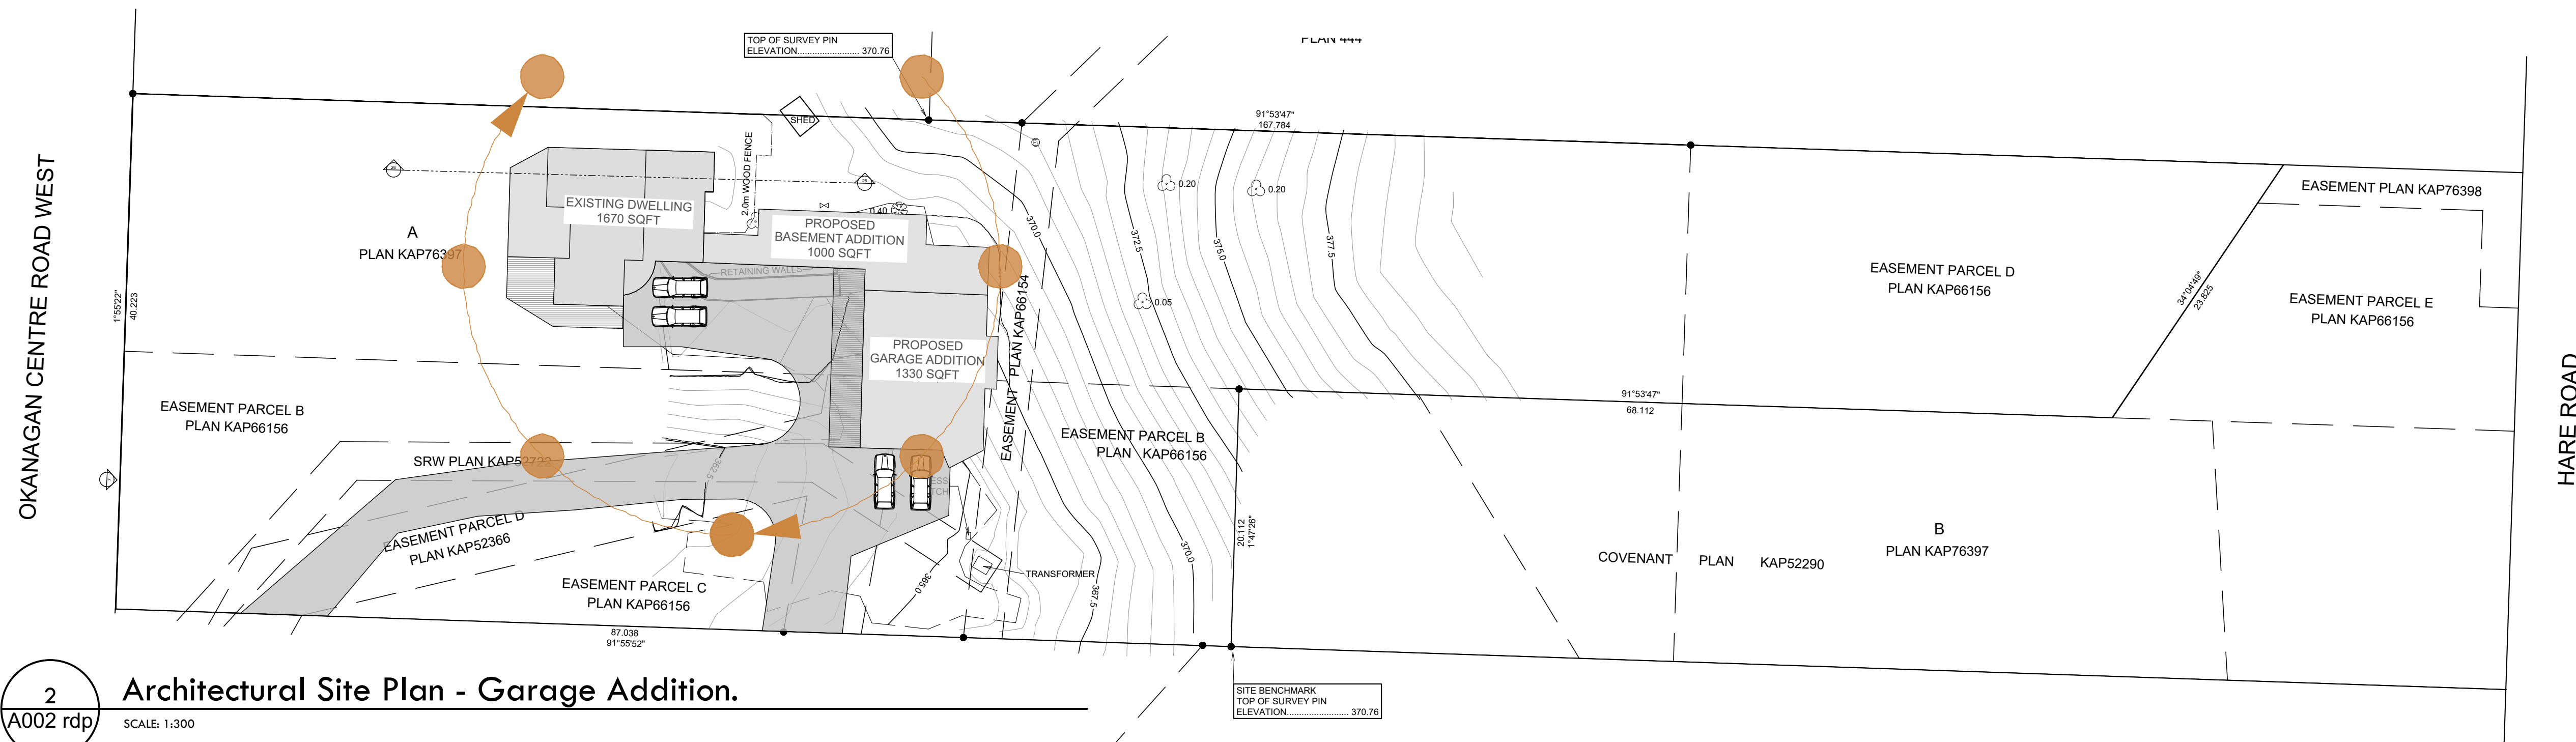 TOP OF SURVEY PIN
ELEVATION......................... 370.76
PLAN 444
91°53'47"
167.784
SHED
2.0m WOOD FENCE
EXISTING DWELLING
1670 SQFT
0.40
PROPOSED
BASEMENT ADDITION
1000 SQFT
RETAINING WALLS
PROPOSED
GARAGE ADDITION
1330 SQFT
A
PLAN KAP76397
OKANAGAN CENTRE ROAD WEST
1°55'22"
40.223
EASEMENT PARCEL B
PLAN KAP66156
SRW PLAN KAP52722
EASEMENT PARCEL D
PLAN KAP52366
EASEMENT PARCEL C
PLAN KAP66156
362.5
365.0
367.5
370.0
370.0
372.5
375.0
377.5
0.20
0.20
0.05
EASEMENT PLAN KAP66154
EASEMENT PARCEL B
PLAN KAP66156
TRANSFORMER
87.038
91°55'52"
20.112
1°47'26"
91°53'47"
68.112
EASEMENT PARCEL D
PLAN KAP66156
34°04'49"
23.825
EASEMENT PLAN KAP76398
EASEMENT PARCEL E
PLAN KAP66156
HARE ROAD
COVENANT PLAN KAP52290
B
PLAN KAP76397
SITE BENCHMARK
TOP OF SURVEY PIN
ELEVATION......................... 370.76
2
A002 rdp
Architectural Site Plan - Garage Addition.
SCALE: 1:300